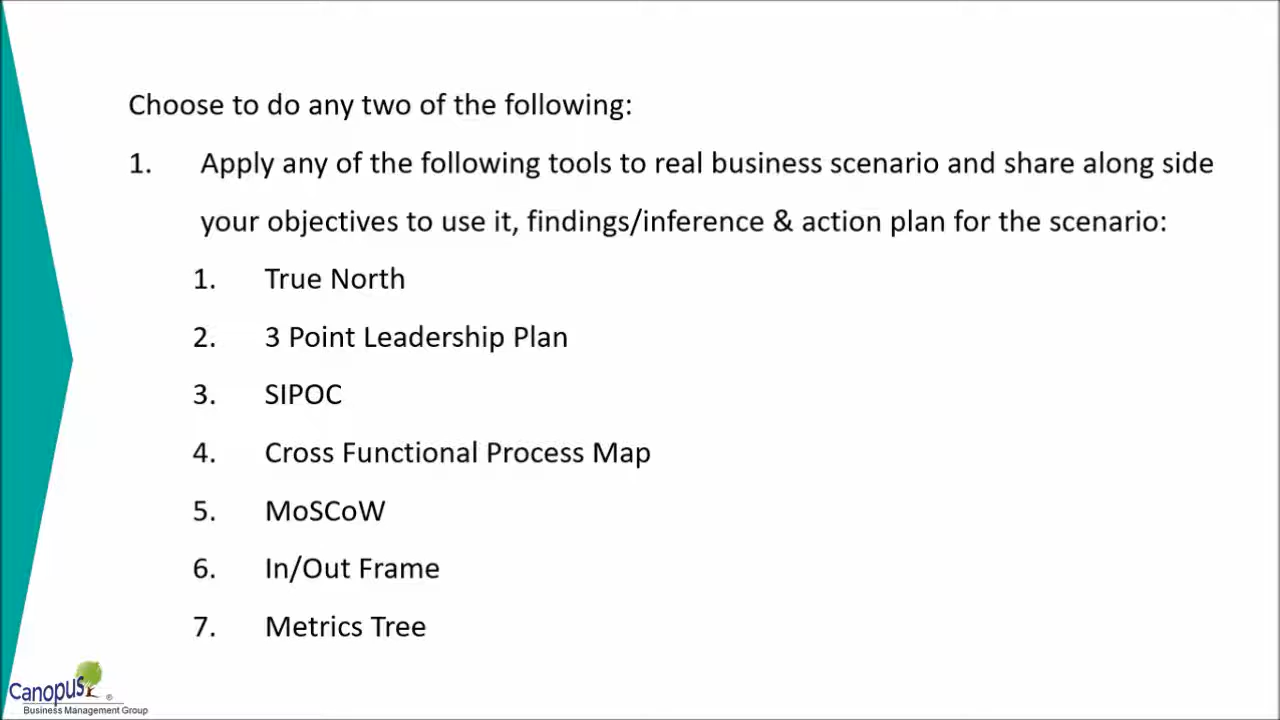 Choose to do any two of the following:
1. Apply any of the following tools to real business scenario and share along side
your objectives to use it, findings/inference & action plan for the scenario:
1. True North
2. 3 Point Leadership Plan
3. SIPOC
4. Cross Functional Process Map
5. MoSCoW
6. In/Out Frame
7. Metrics Tree
Canopus ®
Business Management Group